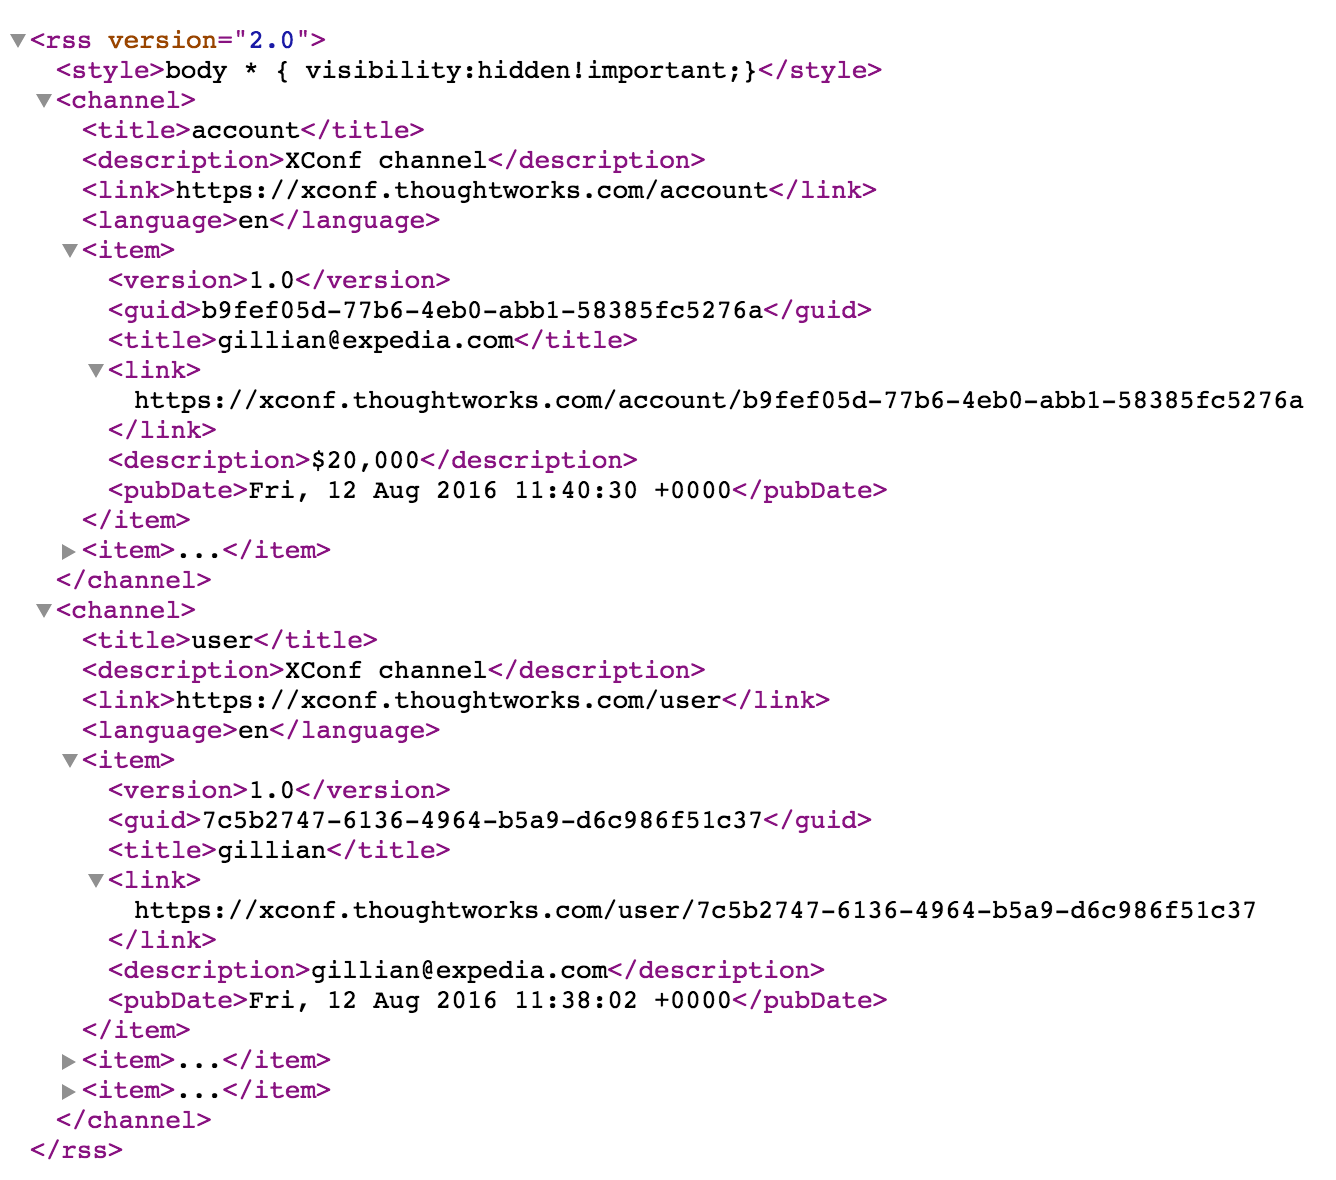 <rss version="2.0">
<style>body * { visibility:hidden!important;}</style>
<channel>
<title>account</title>
<description>XConf channel</description>
<link>https://xconf.thoughtworks.com/account</link>
<language>en</language>
<item>
<version>1.0</version>
<guid>b9fef05d-77b6-4eb0-abb1-58385fc5276a</guid>
<title>gillian@expedia.com</title>
<link>
https://xconf.thoughtworks.com/account/b9fef05d-77b6-4eb0-abb1-58385fc5276a
</link>
<description>$20,000</description>
<pubDate>Fri, 12 Aug 2016 11:40:30 +0000</pubDate>
</item>
<item>...</item>
</channel>
<channel>
<title>user</title>
<description>XConf channel</description>
<link>https://xconf.thoughtworks.com/user</link>
<language>en</language>
<item>
<version>1.0</version>
<guid>7c5b2747-6136-4964-b5a9-d6c986f51c37</guid>
<title>gillian</title>
<link>
https://xconf.thoughtworks.com/user/7c5b2747-6136-4964-b5a9-d6c986f51c37
</link>
<description>gillian@expedia.com</description>
<pubDate>Fri, 12 Aug 2016 11:38:02 +0000</pubDate>
</item>
<item>...</item>
<item>...</item>
</channel>
</rss>